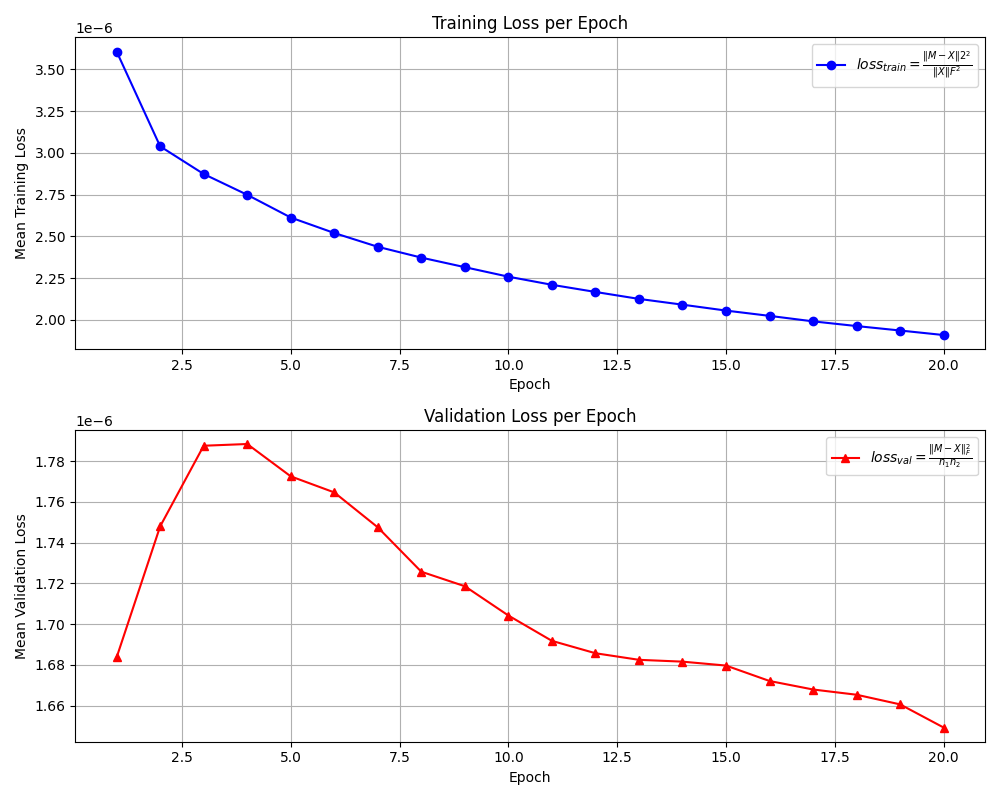 Training Loss per Epoch
1e−6
loss_train = ‖M − X‖2² / ‖X‖F²
3.50
3.25
3.00
2.75
2.50
2.25
2.00
Mean Training Loss
2.5 5.0 7.5 10.0 12.5 15.0 17.5 20.0
Epoch
Validation Loss per Epoch
1e−6
loss_val = ‖M − X‖_F² / n₁n₂
1.78
1.76
1.74
1.72
1.70
1.68
1.66
Mean Validation Loss
2.5 5.0 7.5 10.0 12.5 15.0 17.5 20.0
Epoch